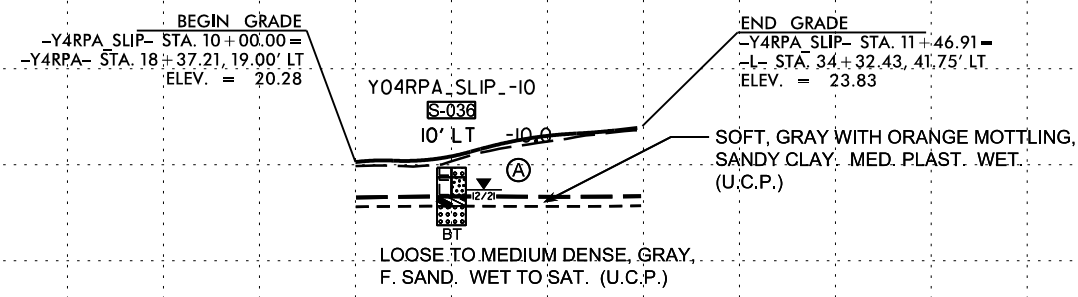 BEGIN GRADE
-Y4RPA_SLIP- STA. 10+00.00=
-Y4RPA- STA. 18+37.21, 19.00' LT
ELEV. = 20.28
END GRADE
-Y4RPA_SLIP- STA. 11+46.91=
-L- STA. 34+32.43, 41.75' LT
ELEV. = 23.83
Y04RPA_SLIP_-10
S-036
10' LT -10.0
A
12/21
BT
SOFT, GRAY WITH ORANGE MOTTLING,
SANDY CLAY. MED. PLAST. WET.
(U.C.P.)
LOOSE TO MEDIUM DENSE, GRAY,
F. SAND. WET TO SAT. (U.C.P.)